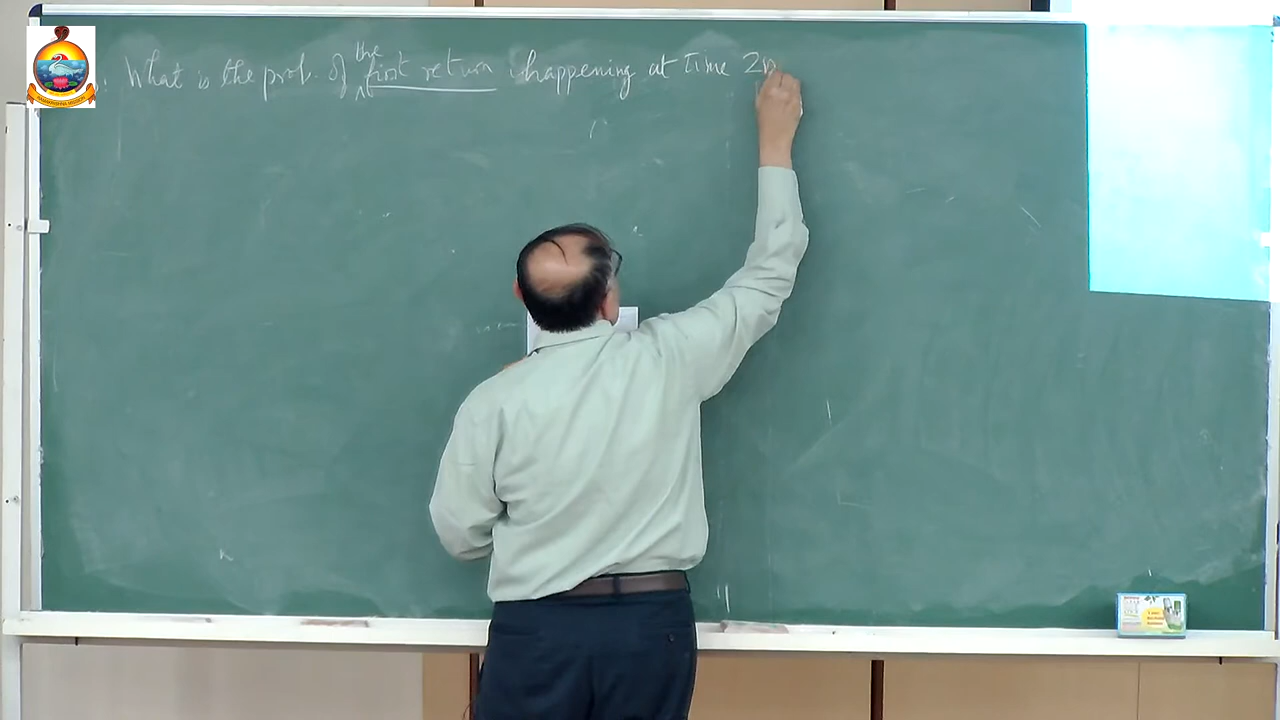 What is the prob. of the first return happening at time 2n